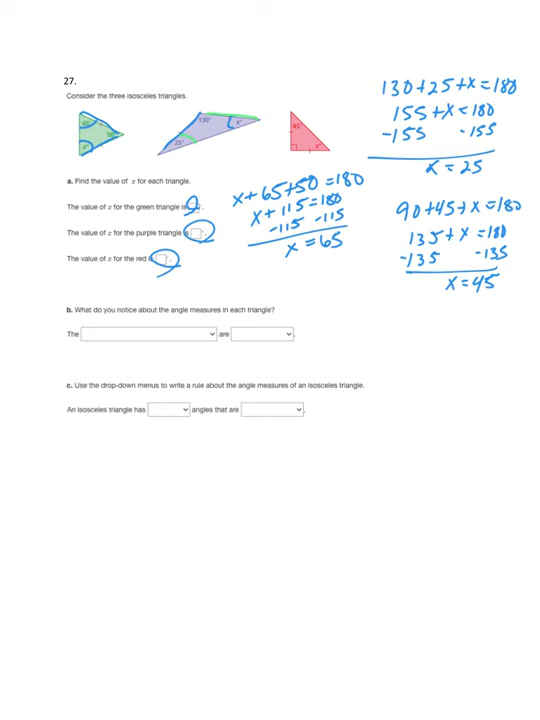 27.
Consider the three isosceles triangles.
65°
50°
x°
130°
x°
25°
45°
x°
130+25+x=180
155+x=180
-155 -155
x=25
a. Find the value of x for each triangle.
The value of x for the green triangle is
The value of x for the purple triangle is
The value of x for the red is
x+65+50=180
x+115=180
-115 -115
x=65
90+45+x=180
135+x=180
-135 -135
x=45
b. What do you notice about the angle measures in each triangle?
The are .
c. Use the drop-down menus to write a rule about the angle measures of an isosceles triangle.
An isosceles triangle has angles that are .